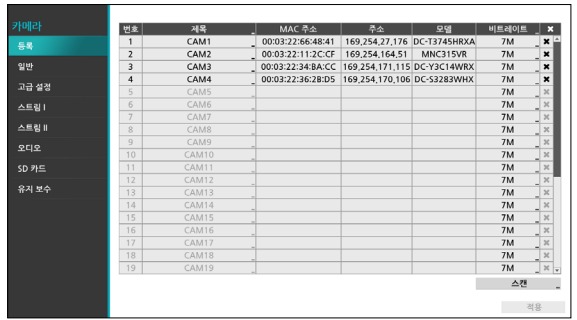 카메라
등록
일반
고급 설정
스트림 I
스트림 II
오디오
SD 카드
유지 보수
번호 제목 MAC 주소 주소 모델 비트레이트 ✖
1 CAM1 00:03:22:66:48:41 169,254,27,176 DC-T3745HRXA 7M ✖
2 CAM2 00:03:22:11:2C:CF 169,254,164,51 MNC315VR 7M ✖
3 CAM3 00:03:22:34:BA:CC 169,254,171,115 DC-Y3C14WRX 7M ✖
4 CAM4 00:03:22:36:2B:D5 169,254,170,106 DC-S3283WHX 7M ✖
5 CAM5 7M ✖
6 CAM6 7M ✖
7 CAM7 7M ✖
8 CAM8 7M ✖
9 CAM9 7M ✖
10 CAM10 7M ✖
11 CAM11 7M ✖
12 CAM12 7M ✖
13 CAM13 7M ✖
14 CAM14 7M ✖
15 CAM15 7M ✖
16 CAM16 7M ✖
17 CAM17 7M ✖
18 CAM18 7M ✖
19 CAM19 7M ✖
스캔
적용